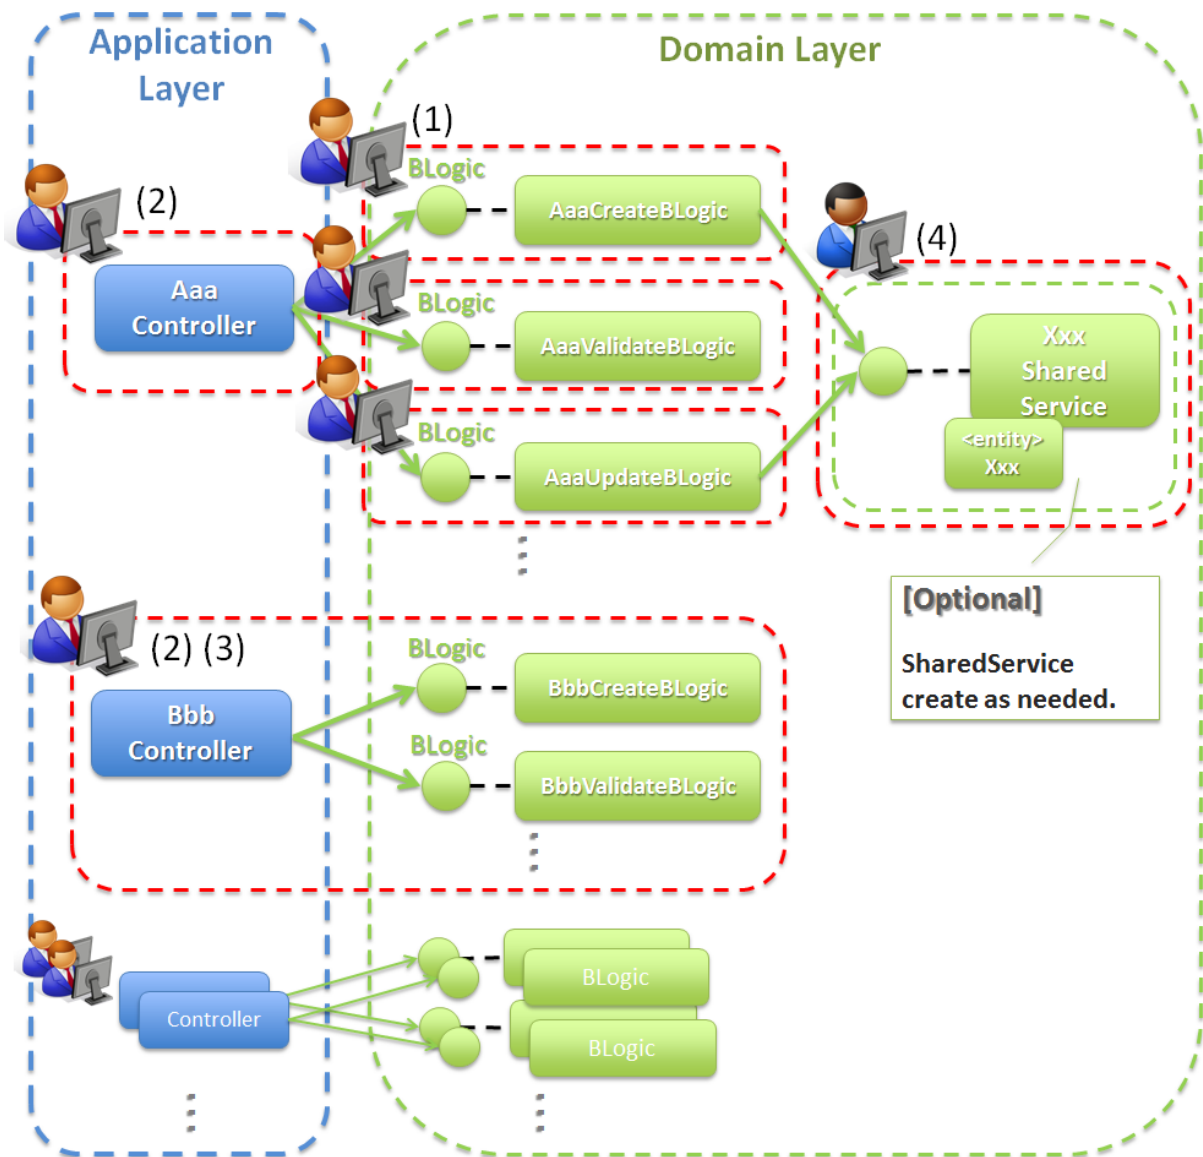 Application
Layer
Domain Layer
(1)
BLogic
AaaCreateBLogic
(2)
Aaa
Controller
BLogic
AaaValidateBLogic
BLogic
AaaUpdateBLogic
(4)
Xxx
Shared
Service
<entity>
Xxx
[Optional]
SharedService
create as needed.
(2) (3)
Bbb
Controller
BLogic
BbbCreateBLogic
BLogic
BbbValidateBLogic
Controller
BLogic
BLogic